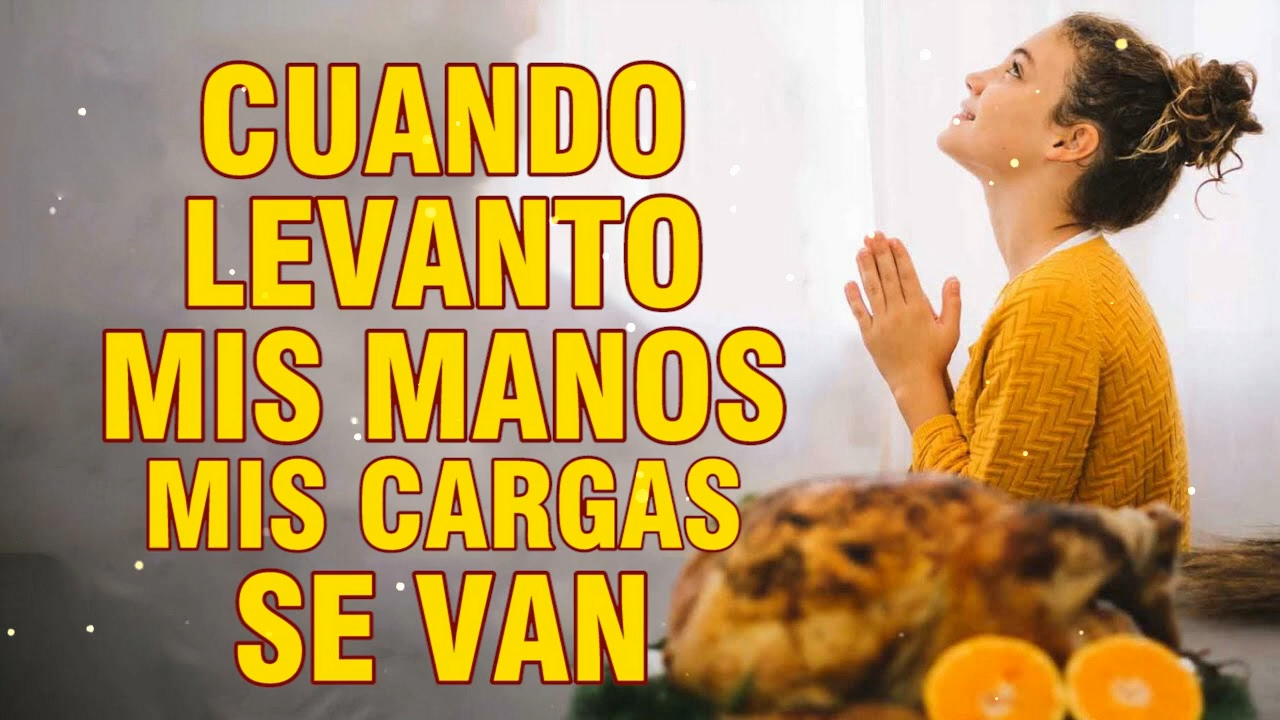 CUANDO
LEVANTO
MIS MANOS
MIS CARGAS
SE VAN